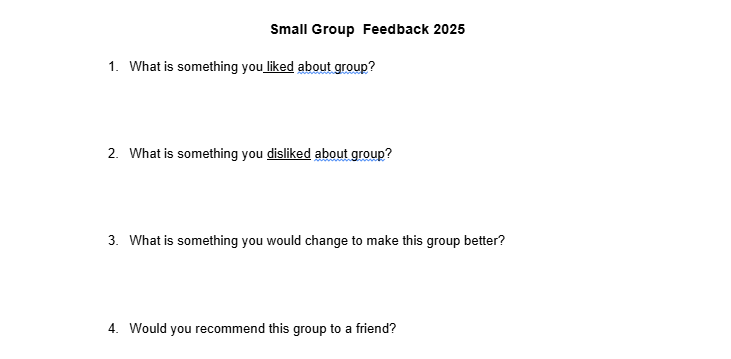 Small Group  Feedback 2025
1. What is something you liked about group?
2. What is something you disliked about group?
3. What is something you would change to make this group better?
4. Would you recommend this group to a friend?